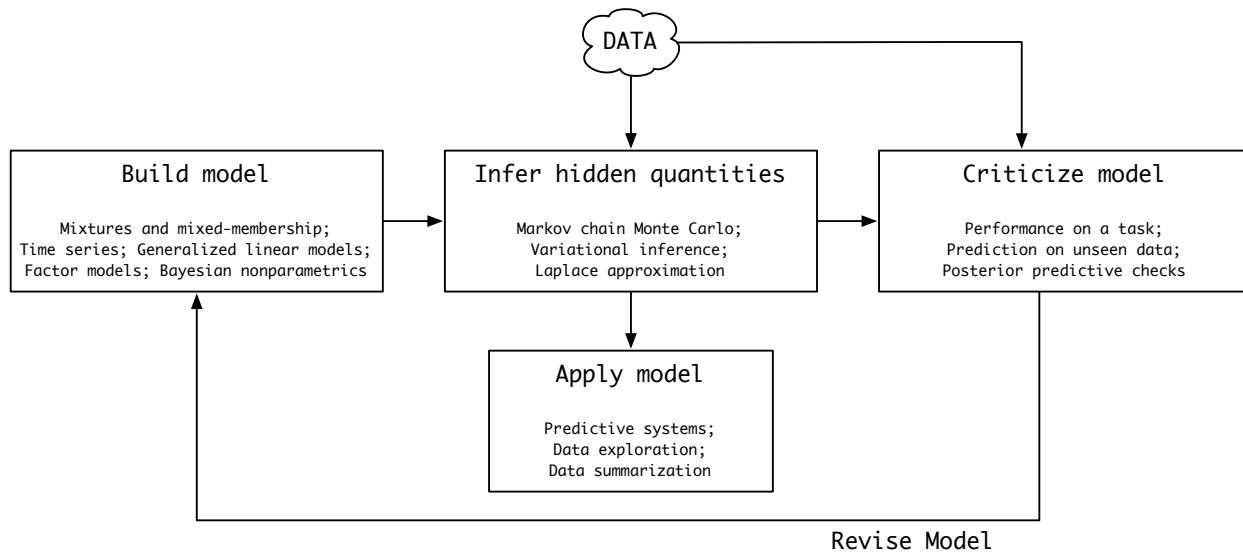 DATA
Build model
Mixtures and mixed-membership;
Time series; Generalized linear models;
Factor models; Bayesian nonparametrics
Infer hidden quantities
Markov chain Monte Carlo;
Variational inference;
Laplace approximation
Criticize model
Performance on a task;
Prediction on unseen data;
Posterior predictive checks
Apply model
Predictive systems;
Data exploration;
Data summarization
Revise Model